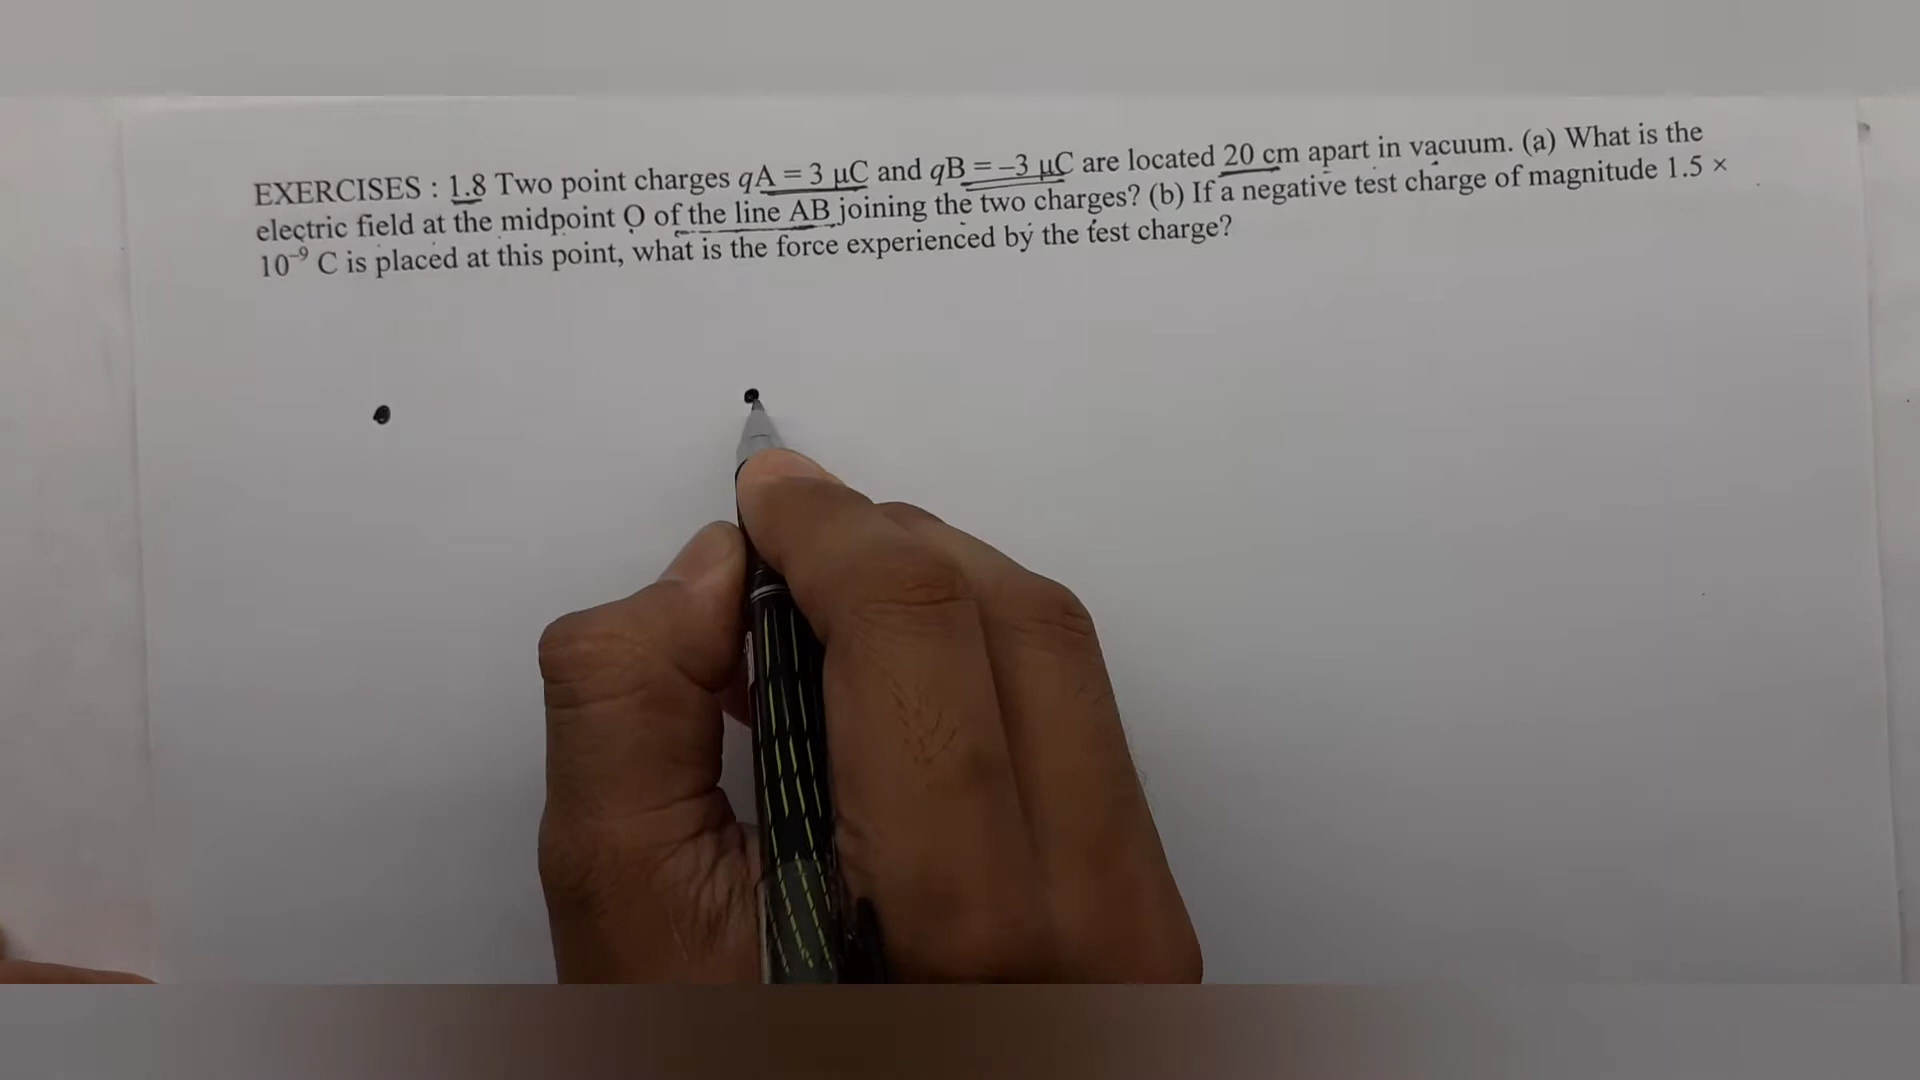 EXERCISES : 1.8 Two point charges qA = 3 μC and qB = –3 μC are located 20 cm apart in vacuum. (a) What is the
electric field at the midpoint O of the line AB joining the two charges? (b) If a negative test charge of magnitude 1.5 ×
10⁻⁹ C is placed at this point, what is the force experienced by the test charge?